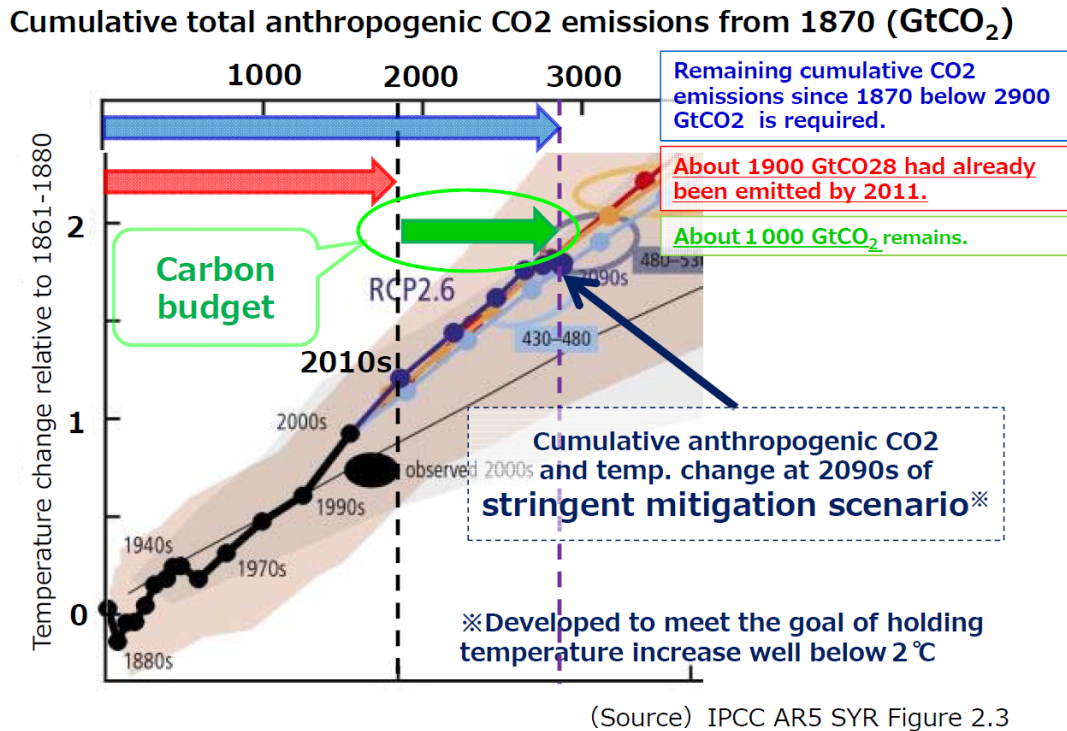 Cumulative total anthropogenic CO2 emissions from 1870 (GtCO₂)
1000
2000
3000
Remaining cumulative CO2
emissions since 1870 below 2900
GtCO2 is required.
About 1900 GtCO28 had already
been emitted by 2011.
About 1000 GtCO₂ remains.
Temperature change relative to 1861-1880
2
1
0
Carbon
budget
RCP2.6
2090s
430–480
2010s
2000s
observed 2000s
1990s
1940s
1970s
1880s
Cumulative anthropogenic CO2
and temp. change at 2090s of
stringent mitigation scenario※
※Developed to meet the goal of holding
temperature increase well below 2℃
（Source）IPCC AR5 SYR Figure 2.3